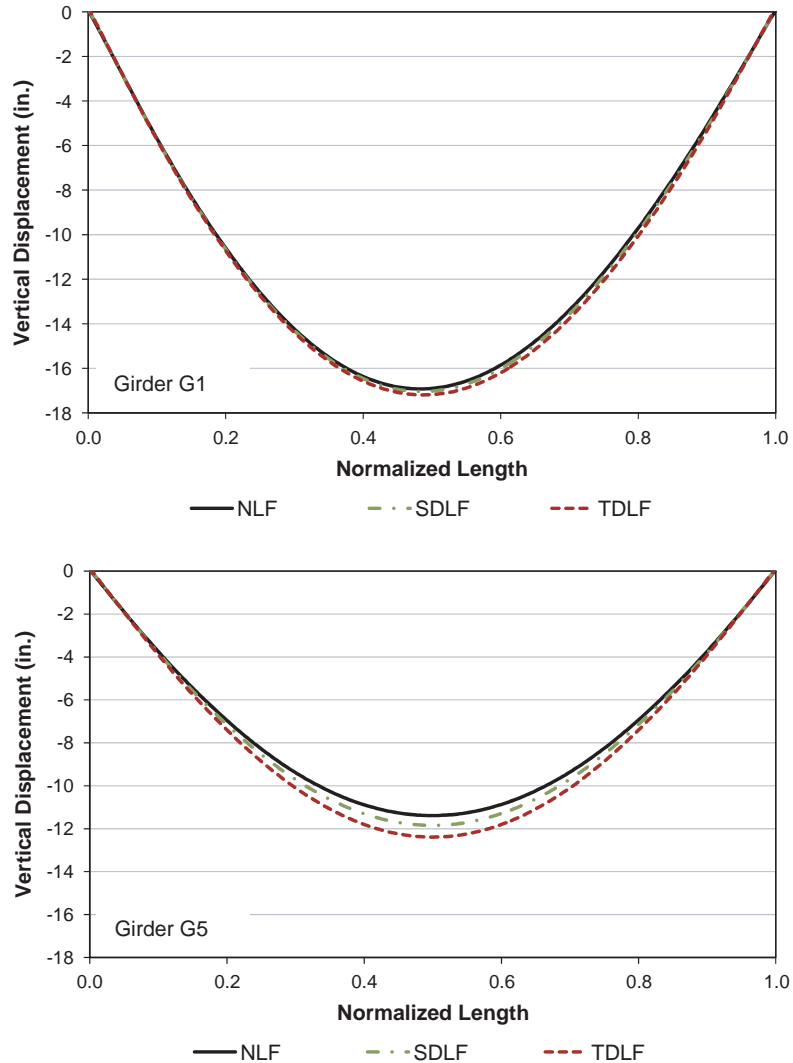 0
-2
-4
-6
-8
-10
-12
-14
-16
-18
Vertical Displacement (in.)
Girder G1
0.0 0.2 0.4 0.6 0.8 1.0
Normalized Length
NLF SDLF TDLF
0
-2
-4
-6
-8
-10
-12
-14
-16
-18
Vertical Displacement (in.)
Girder G5
0.0 0.2 0.4 0.6 0.8 1.0
Normalized Length
NLF SDLF TDLF